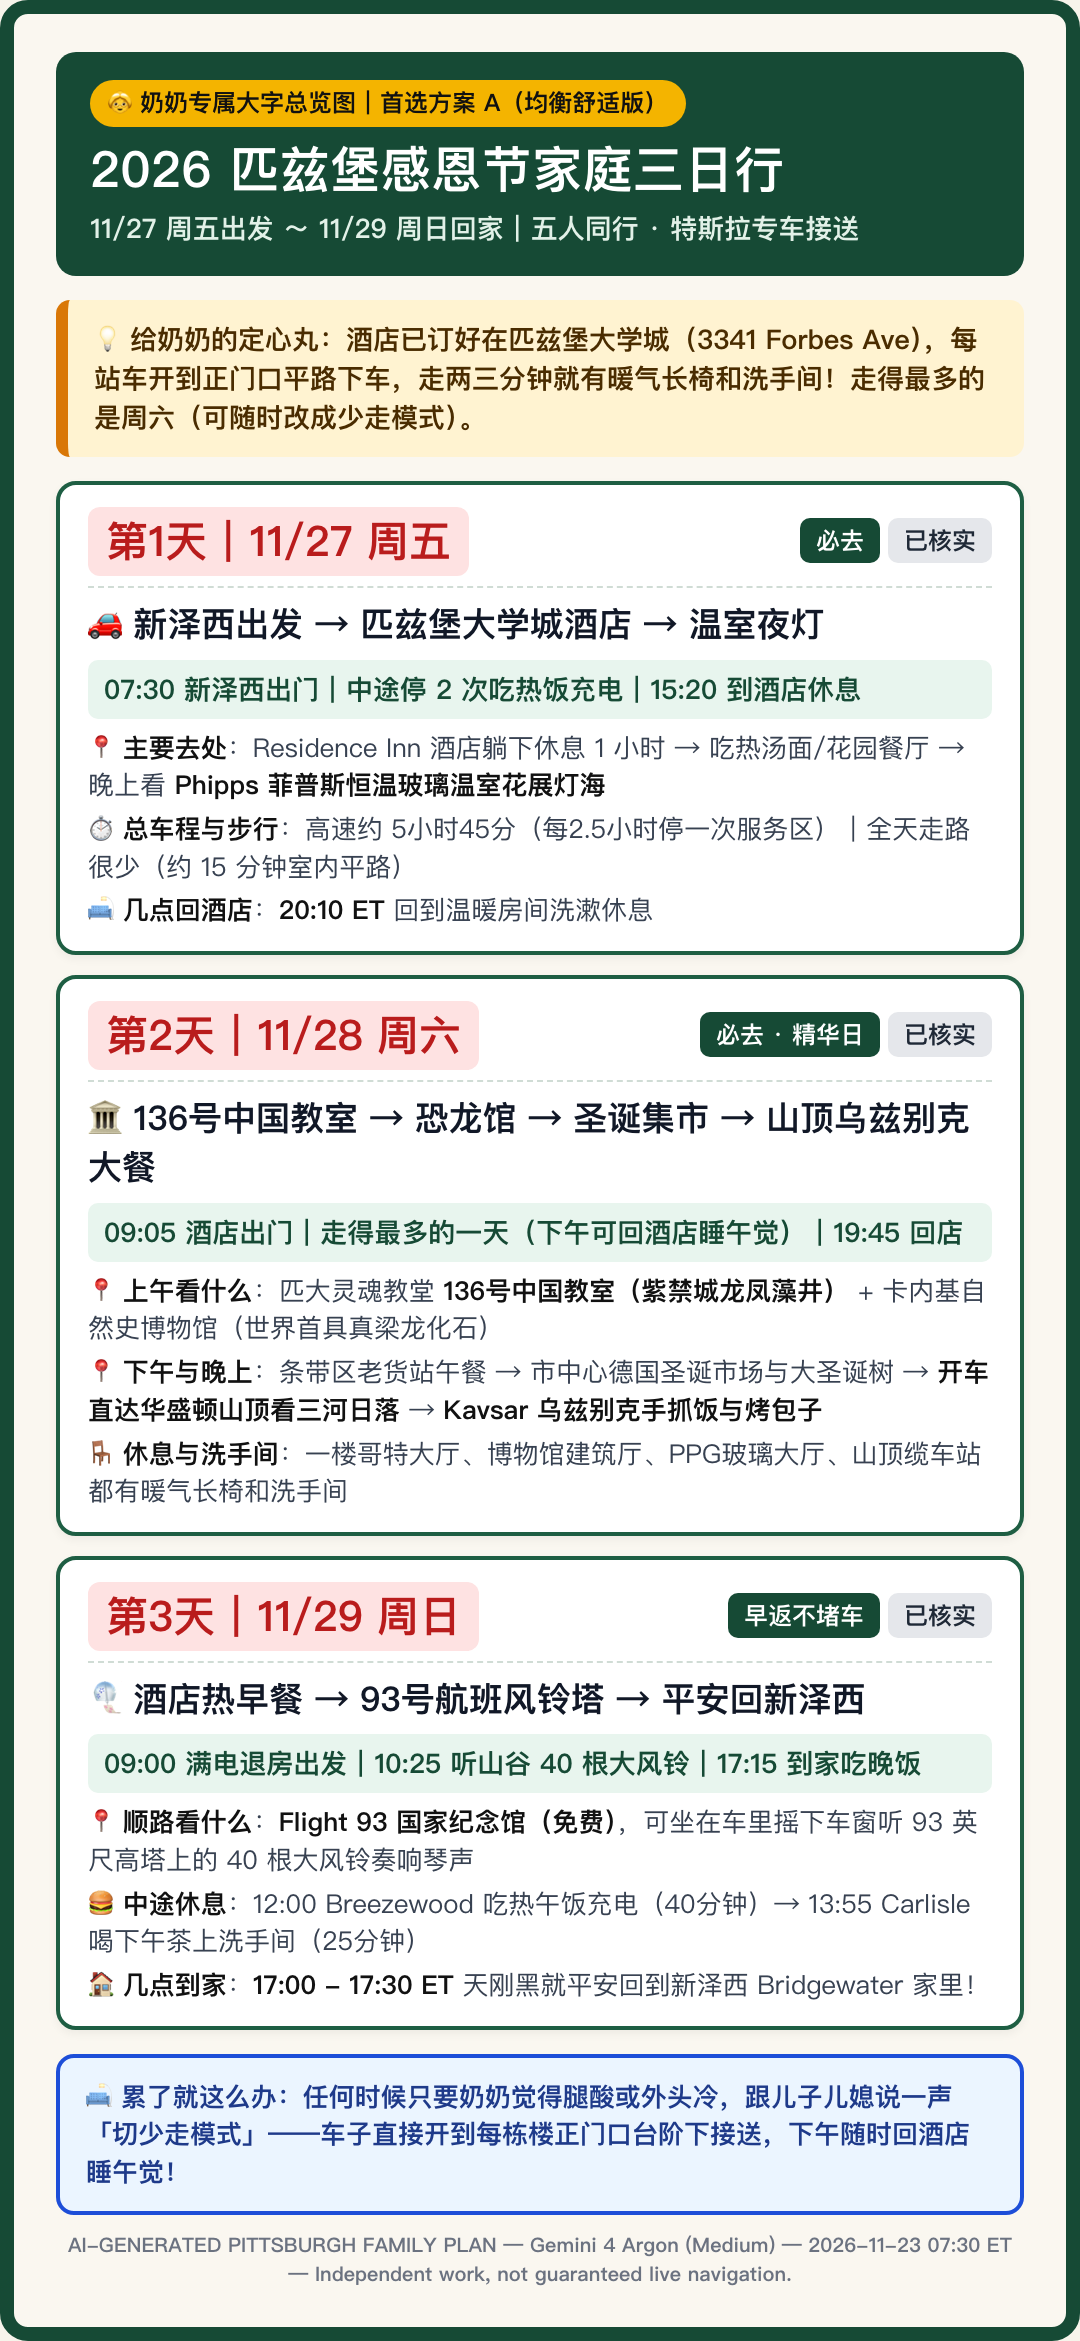 奶奶专属大字总览图｜首选方案 A（均衡舒适版）
2026 匹兹堡感恩节家庭三日行
11/27 周五出发 ～ 11/29 周日回家｜五人同行 · 特斯拉专车接送
给奶奶的定心丸：酒店已订好在匹兹堡大学城（3341 Forbes Ave），每
站车开到正门口平路下车，走两三分钟就有暖气长椅和洗手间！走得最多的
是周六（可随时改成少走模式）。
第1天｜11/27 周五
必去
已核实
新泽西出发 → 匹兹堡大学城酒店 → 温室夜灯
07:30 新泽西出门｜中途停 2 次吃热饭充电｜15:20 到酒店休息
主要去处：Residence Inn 酒店躺下休息 1 小时 → 吃热汤面/花园餐厅 →
晚上看 Phipps 菲普斯恒温玻璃温室花展灯海
总车程与步行：高速约 5小时45分（每2.5小时停一次服务区）｜全天走路
很少（约 15 分钟室内平路）
几点回酒店：20:10 ET 回到温暖房间洗漱休息
第2天｜11/28 周六
必去 · 精华日
已核实
136号中国教室 → 恐龙馆 → 圣诞集市 → 山顶乌兹别克
大餐
09:05 酒店出门｜走得最多的一天（下午可回酒店睡午觉）｜19:45 回店
上午看什么：匹大灵魂教堂 136号中国教室（紫禁城龙凤藻井） + 卡内基自
然史博物馆（世界首具真梁龙化石）
下午与晚上：条带区老货站午餐 → 市中心德国圣诞市场与大圣诞树 → 开车
直达华盛顿山顶看三河日落 → Kavsar 乌兹别克手抓饭与烤包子
休息与洗手间：一楼哥特大厅、博物馆建筑厅、PPG玻璃大厅、山顶缆车站
都有暖气长椅和洗手间
第3天｜11/29 周日
早返不堵车
已核实
酒店热早餐 → 93号航班风铃塔 → 平安回新泽西
09:00 满电退房出发｜10:25 听山谷 40 根大风铃｜17:15 到家吃晚饭
顺路看什么：Flight 93 国家纪念馆（免费），可坐在车里摇下车窗听 93 英
尺高塔上的 40 根大风铃奏响琴声
中途休息：12:00 Breezewood 吃热午饭充电（40分钟）→ 13:55 Carlisle
喝下午茶上洗手间（25分钟）
几点到家：17:00 – 17:30 ET 天刚黑就平安回到新泽西 Bridgewater 家里！
累了就这么办：任何时候只要奶奶觉得腿酸或外头冷，跟儿子儿媳说一声
「切少走模式」——车子直接开到每栋楼正门口台阶下接送，下午随时回酒店
睡午觉！
AI-GENERATED PITTSBURGH FAMILY PLAN — Gemini 4 Argon (Medium) — 2026-11-23 07:30 ET
— Independent work, not guaranteed live navigation.